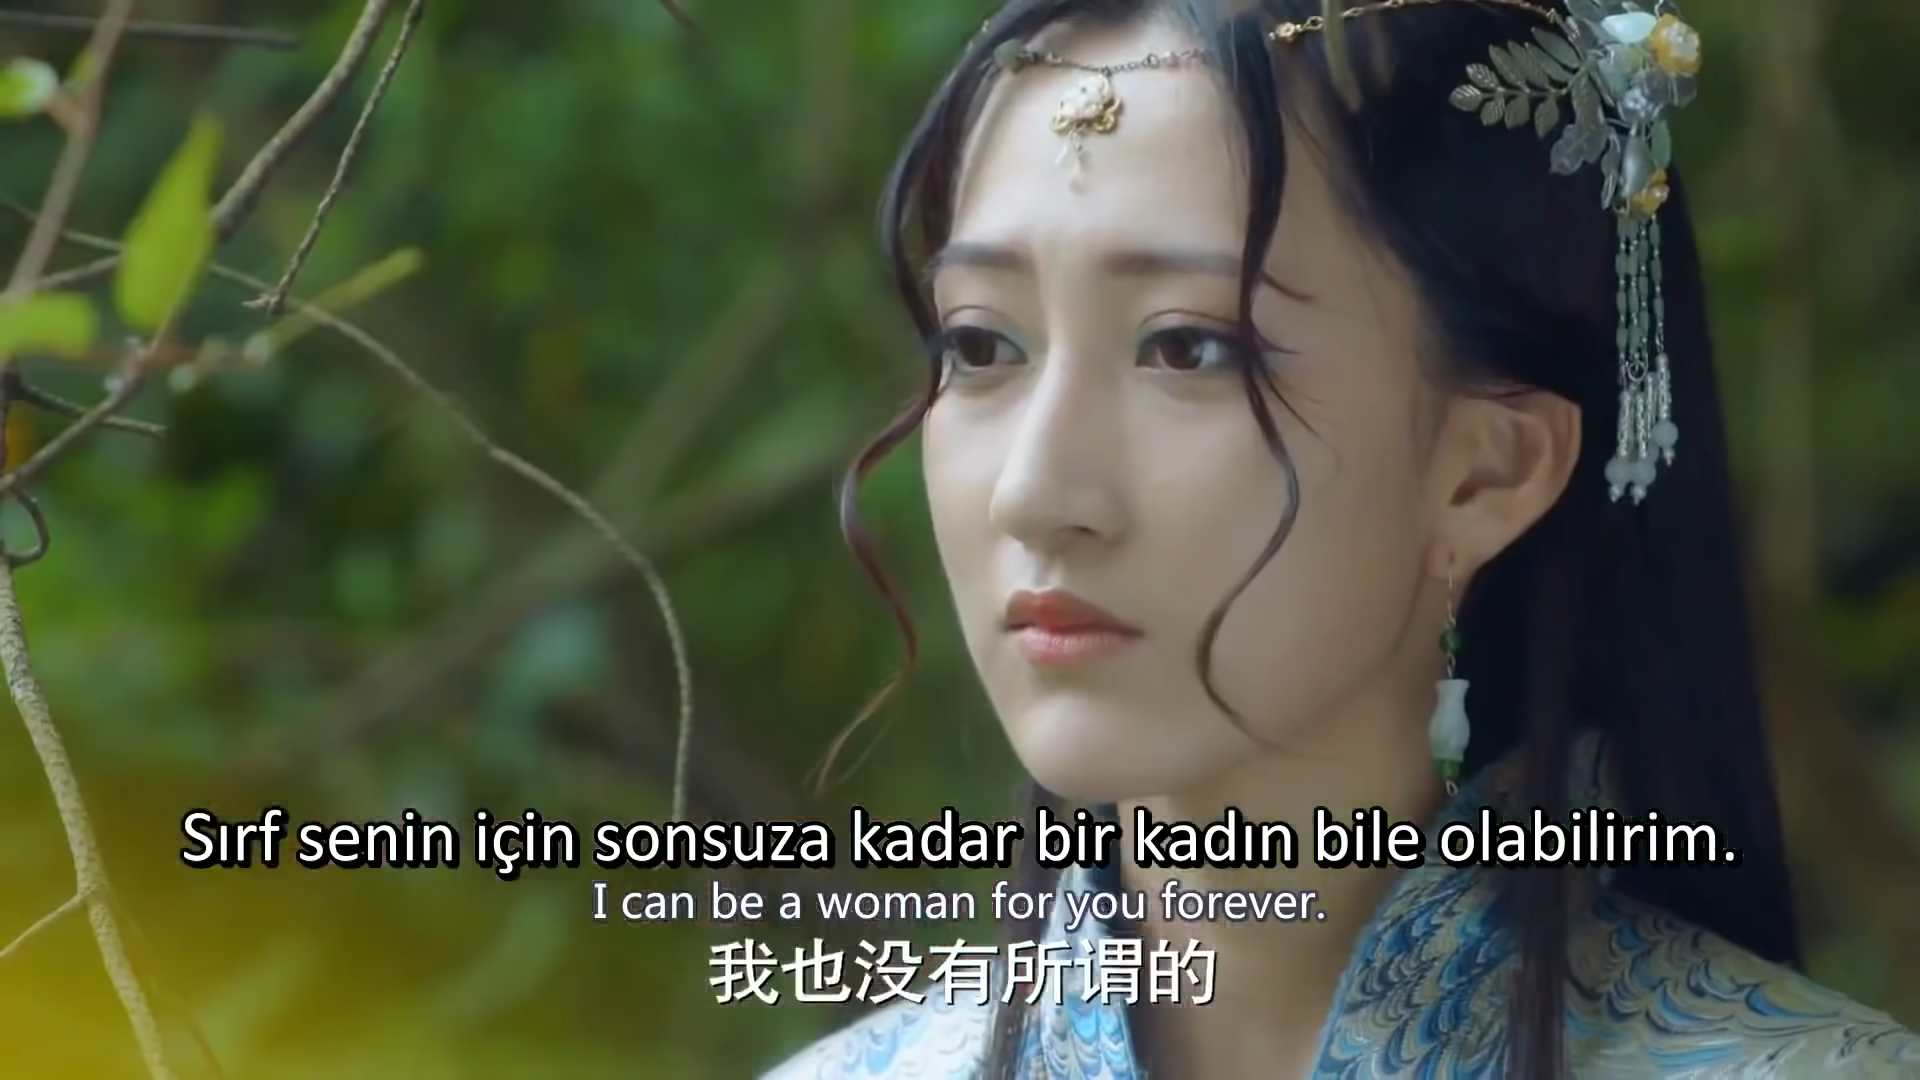 Sırf senin için sonsuza kadar bir kadın bile olabilirim.
I can be a woman for you forever.
我也没有所谓的